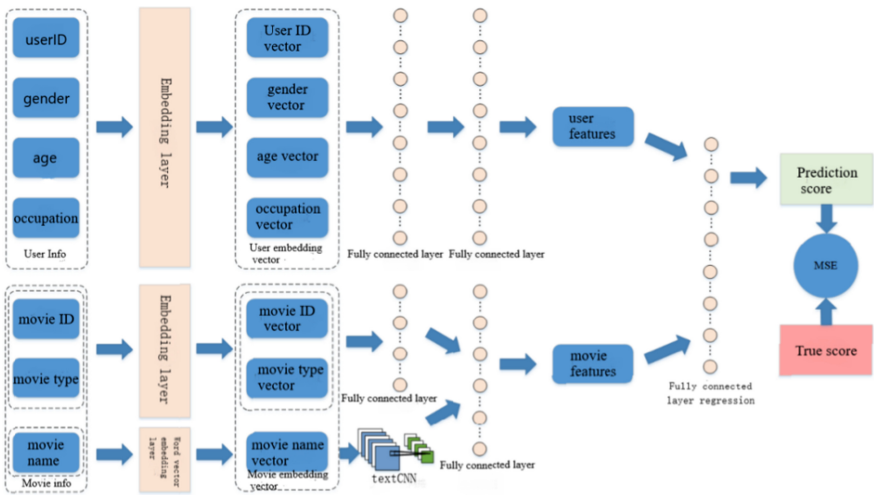 userID
gender
age
occupation
User Info
Embedding layer
User ID
vector
gender
vector
age vector
occupation
vector
User embedding
vector
Fully connected layer
Fully connected layer
user
features
Prediction
score
MSE
True score
movie ID
movie type
movie
name
Movie info
Embedding layer
Word vector
embedding
layer
movie ID
vector
movie type
vector
movie name
vector
Movie embedding
vector
Fully connected layer
textCNN
Fully connected layer
movie
features
Fully connected
layer regression